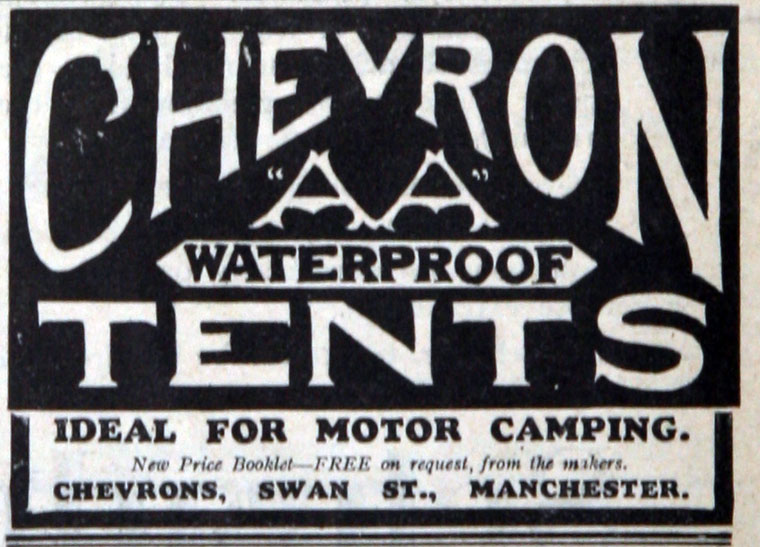 CHEVRON
"AA"
WATERPROOF
TENTS
IDEAL FOR MOTOR CAMPING.
New Price Booklet—FREE on request, from the makers.
CHEVRONS, SWAN ST., MANCHESTER.